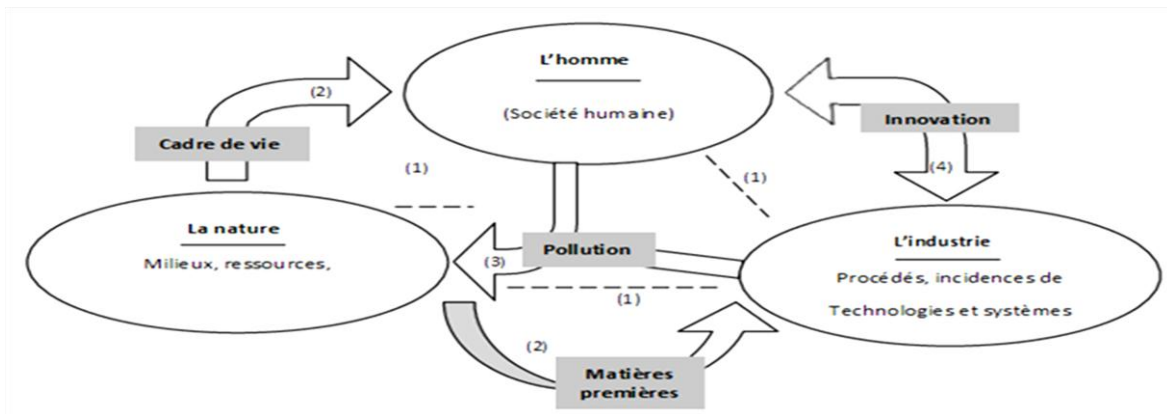 L'homme
(2)
(Société humaine)
Innovation
Cadre de vie
(1)
(1)
(4)
La nature
L'industrie
Pollution
(3)
Milieux, ressources,
Procédés, incidences de
Technologies et systèmes
(1)
(2)
Matières
premières